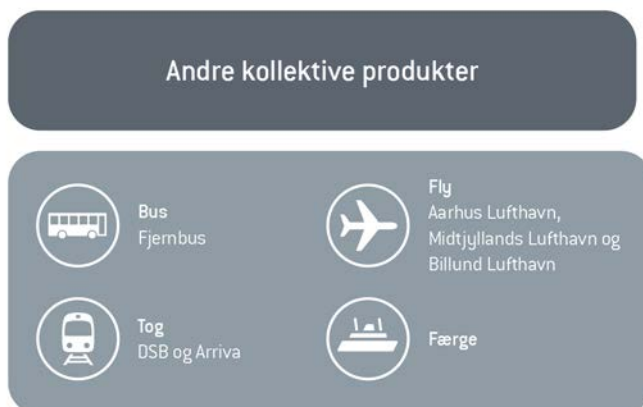 Andre kollektive produkter
Bus
Fjernbus
Fly
Aarhus Lufthavn,
Midtjyllands Lufthavn og
Billund Lufthavn
Tog
DSB og Arriva
Færge